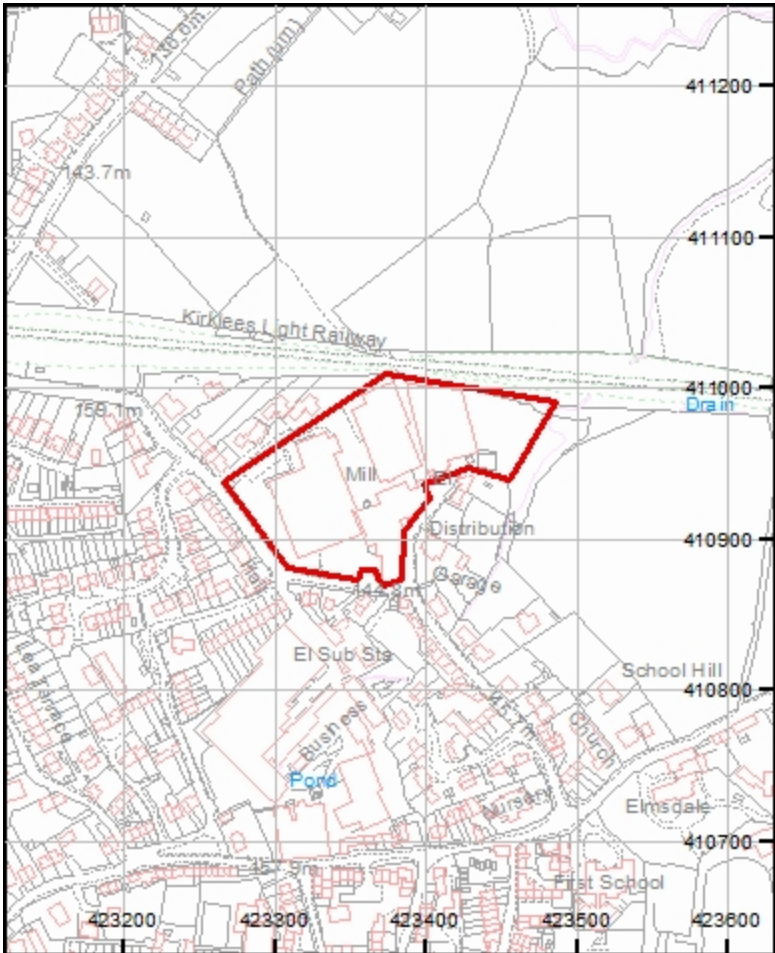 Path (um)
411200
143.7m
411100
Kirklees Light Railway
411000
Drain
159.1m
Mill
Distribution
410900
Garage
El Sub Sta
School Hill
410800
Business
Church
Pond
Elmsdale
Nursery
410700
First School
423200
423300
423400
423500
423600